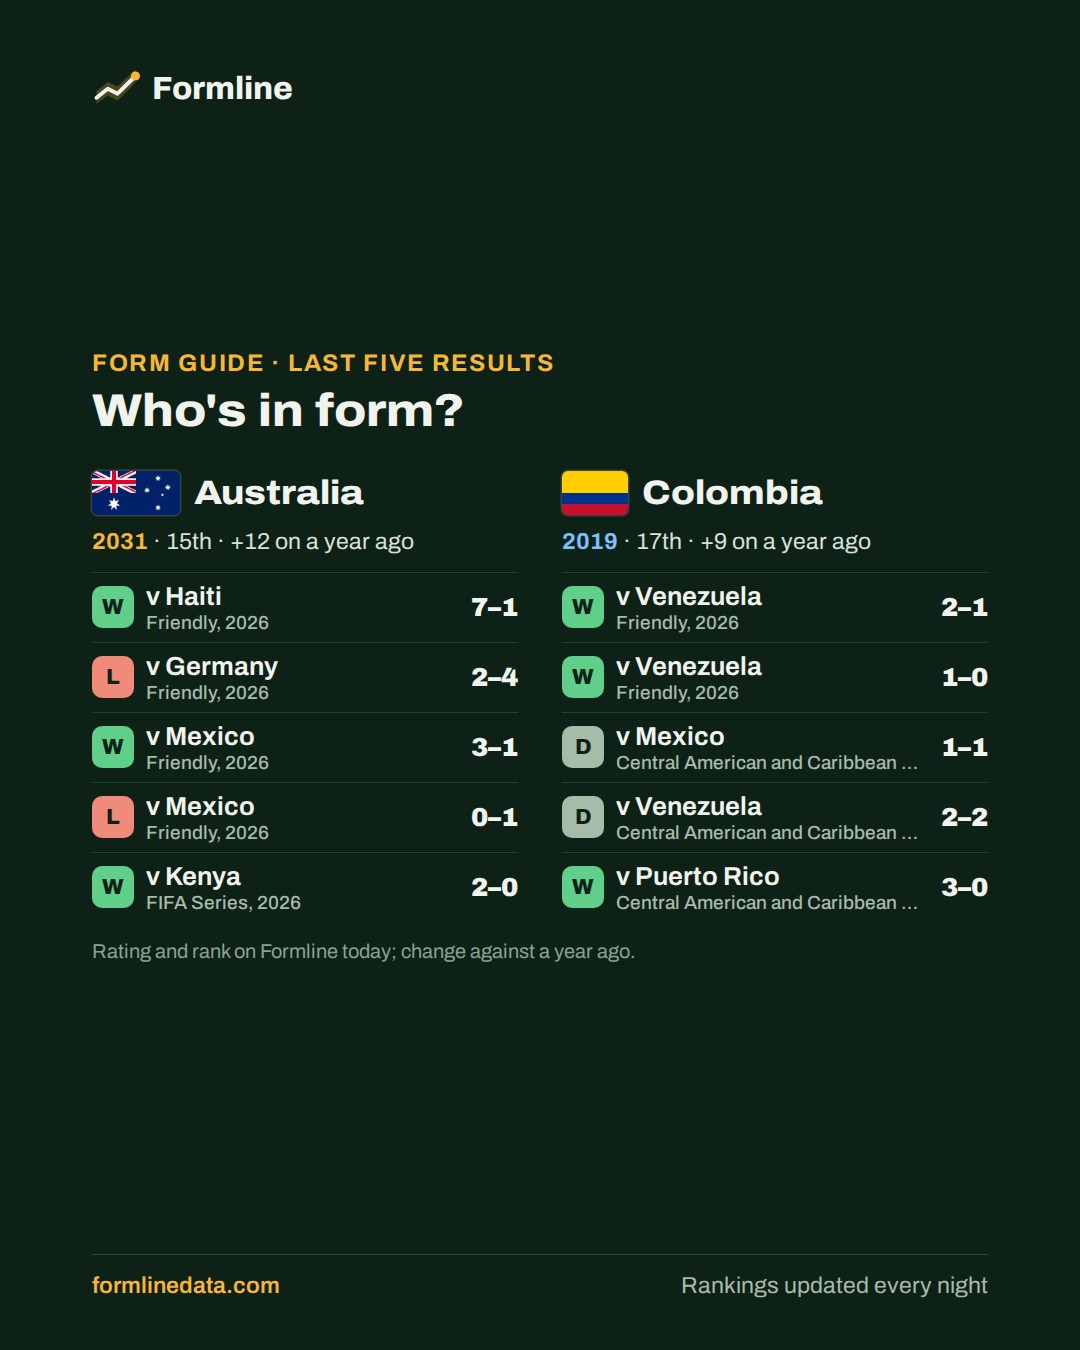 Formline
FORM GUIDE · LAST FIVE RESULTS
Who's in form?
Australia
2031 · 15th · +12 on a year ago
W v Haiti 7–1
Friendly, 2026
L v Germany 2–4
Friendly, 2026
W v Mexico 3–1
Friendly, 2026
L v Mexico 0–1
Friendly, 2026
W v Kenya 2–0
FIFA Series, 2026
Colombia
2019 · 17th · +9 on a year ago
W v Venezuela 2–1
Friendly, 2026
W v Venezuela 1–0
Friendly, 2026
D v Mexico 1–1
Central American and Caribbean ...
D v Venezuela 2–2
Central American and Caribbean ...
W v Puerto Rico 3–0
Central American and Caribbean ...
Rating and rank on Formline today; change against a year ago.
formlinedata.com
Rankings updated every night